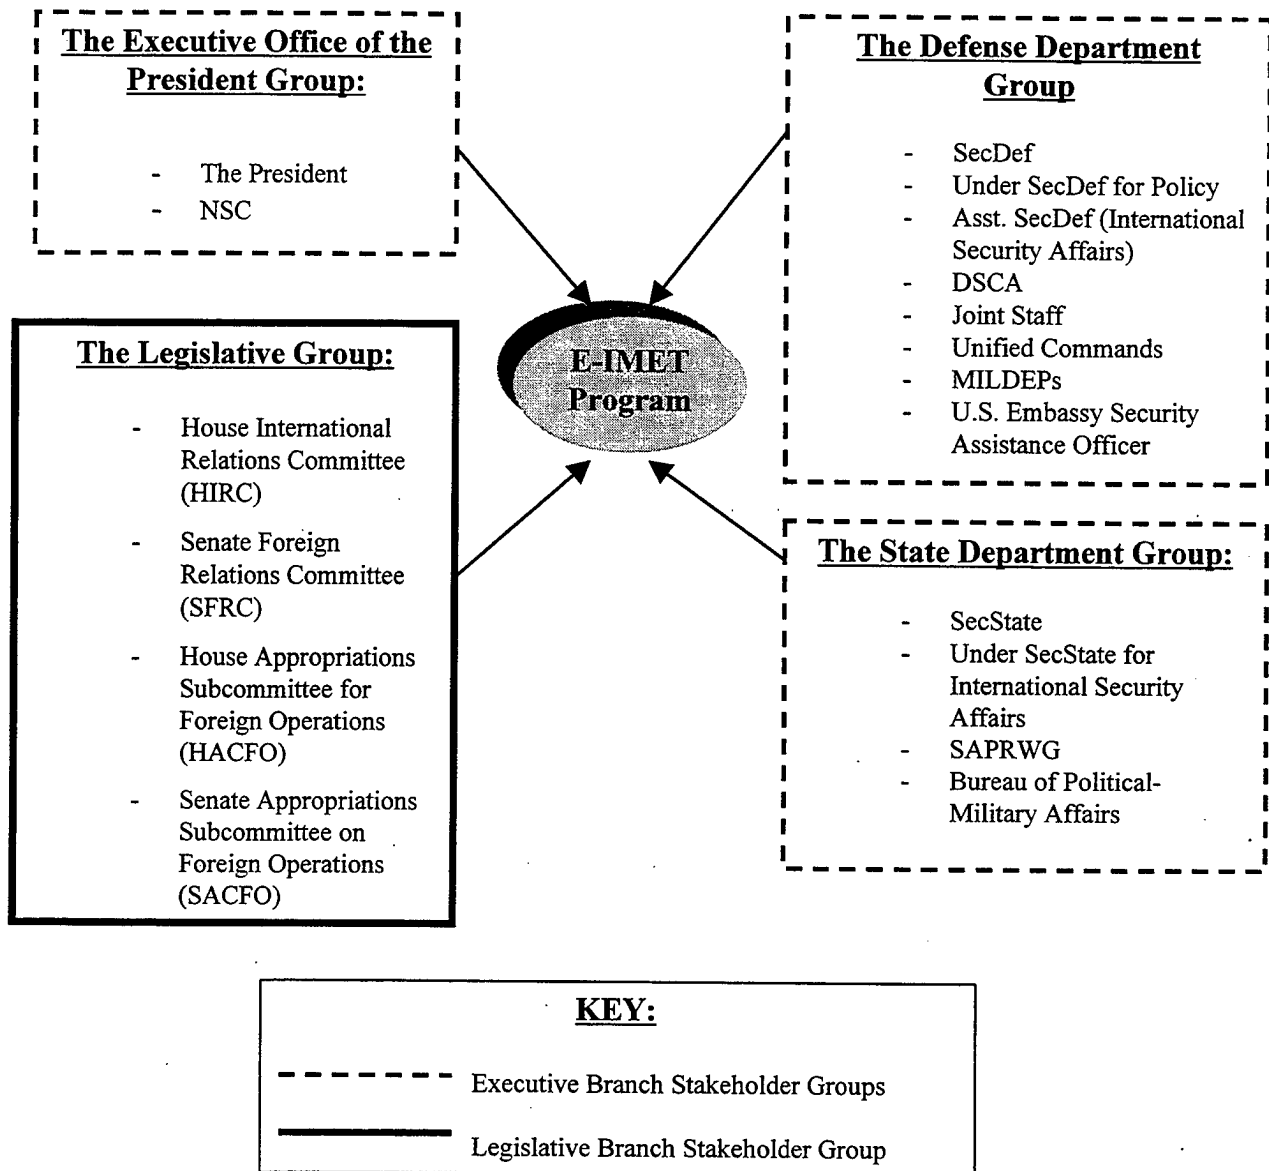 The Executive Office of the
President Group:
- The President
- NSC
The Defense Department
Group
- SecDef
- Under SecDef for Policy
- Asst. SecDef (International
Security Affairs)
- DSCA
- Joint Staff
- Unified Commands
- MILDEPs
- U.S. Embassy Security
Assistance Officer
E-IMET
Program
The Legislative Group:
- House International
Relations Committee
(HIRC)
- Senate Foreign
Relations Committee
(SFRC)
- House Appropriations
Subcommittee for
Foreign Operations
(HACFO)
- Senate Appropriations
Subcommittee on
Foreign Operations
(SACFO)
The State Department Group:
- SecState
- Under SecState for
International Security
Affairs
- SAPRWG
- Bureau of Political-
Military Affairs
KEY:
Executive Branch Stakeholder Groups
Legislative Branch Stakeholder Group